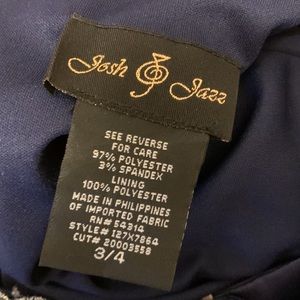 Josh & Jazz
SEE REVERSE
FOR CARE
97% POLYESTER
3% SPANDEX
LINING
100% POLYESTER
MADE IN PHILIPPINES
OF IMPORTED FABRIC
RN# 54314
STYLE# I27X7864
CUT# 20003558
3/4